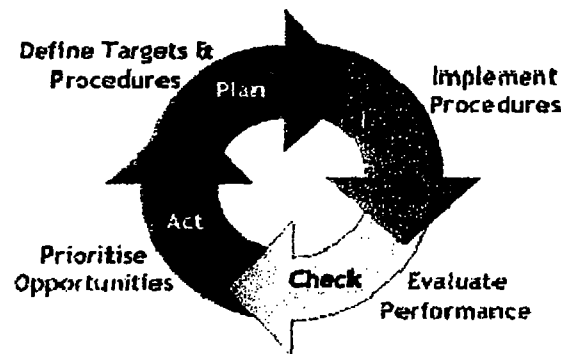 Define Targets &
Procedures
Plan
Implement
Procedures
Act
Prioritise
Opportunities
Check
Evaluate
Performance